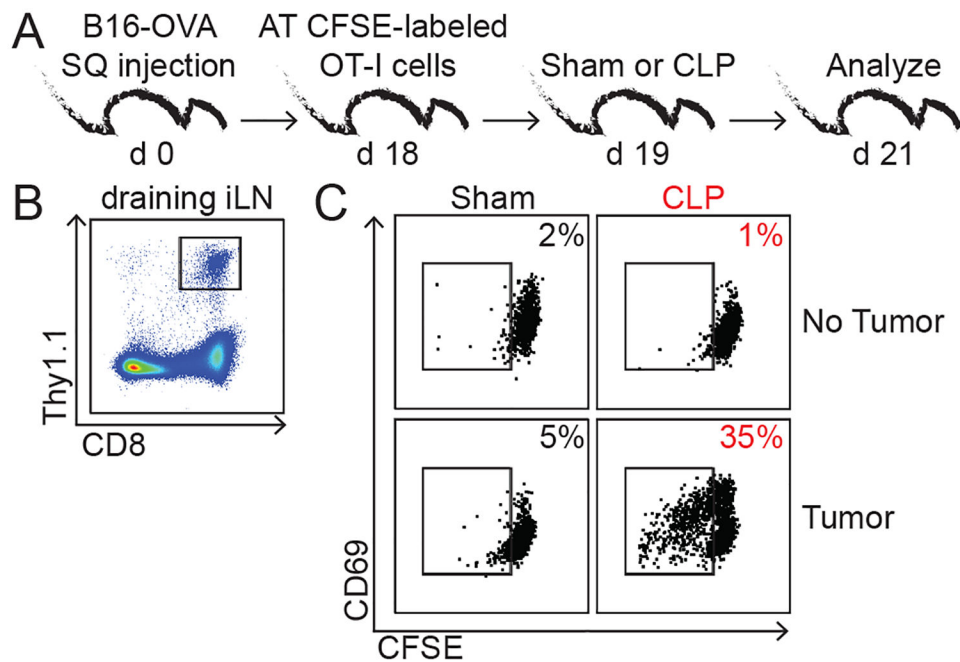 A
B16-OVA
SQ injection
AT CFSE-labeled
OT-I cells
Sham or CLP
Analyze
d 0
d 18
d 19
d 21
B
draining iLN
Thy1.1
CD8
C
Sham
CLP
2%
1%
No Tumor
5%
35%
Tumor
CD69
CFSE